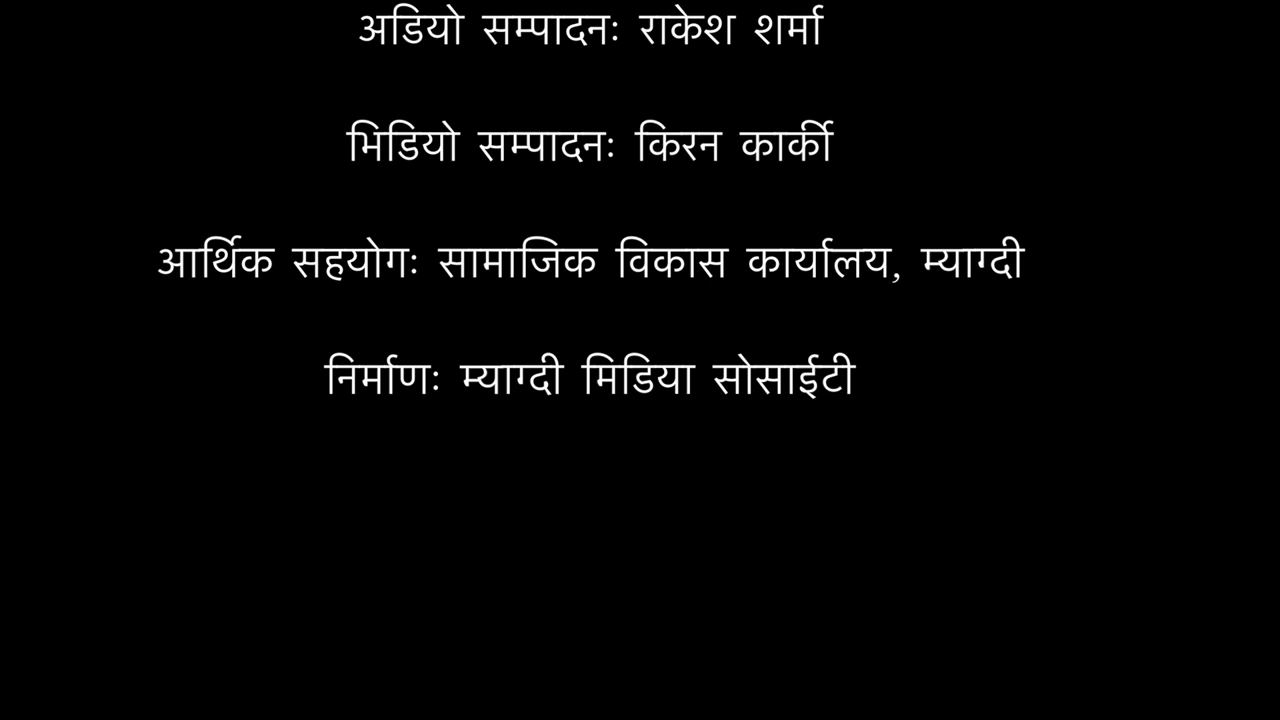 अडियो सम्पादनः राकेश शर्मा
भिडियो सम्पादनः किरन कार्की
आर्थिक सहयोगः सामाजिक विकास कार्यालय, म्याग्दी
निर्माणः म्याग्दी मिडिया सोसाईटी